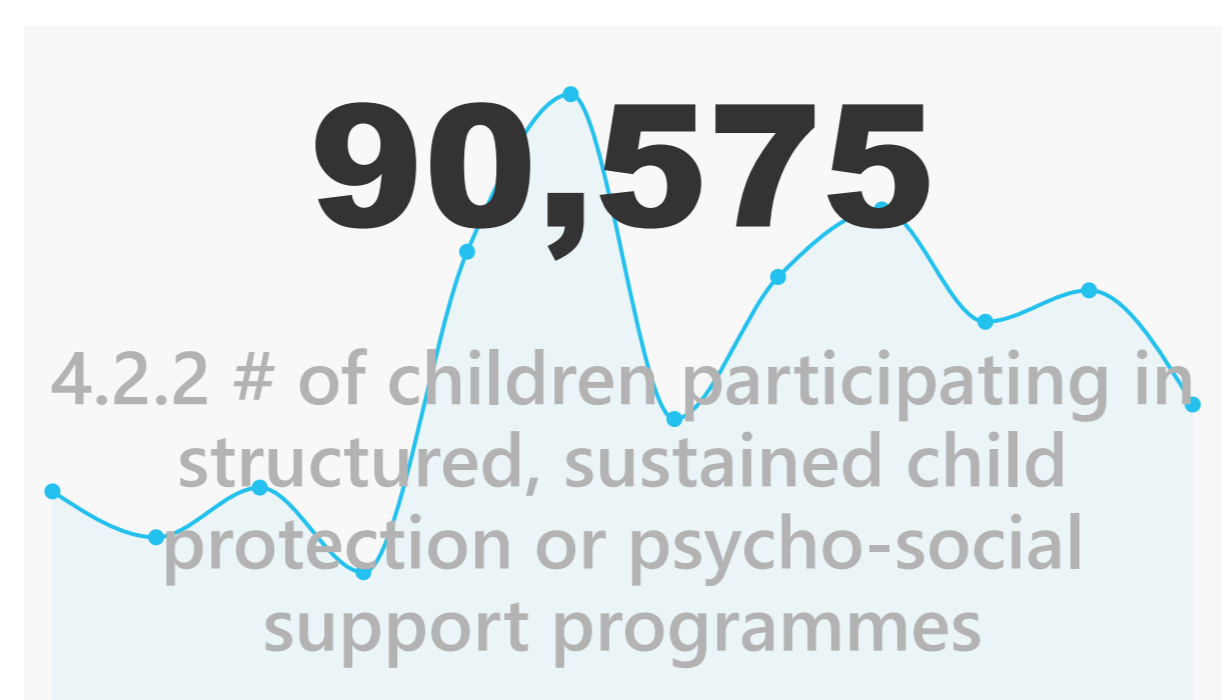 90,575
4.2.2 # of children participating in
structured, sustained child
protection or psycho-social
support programmes